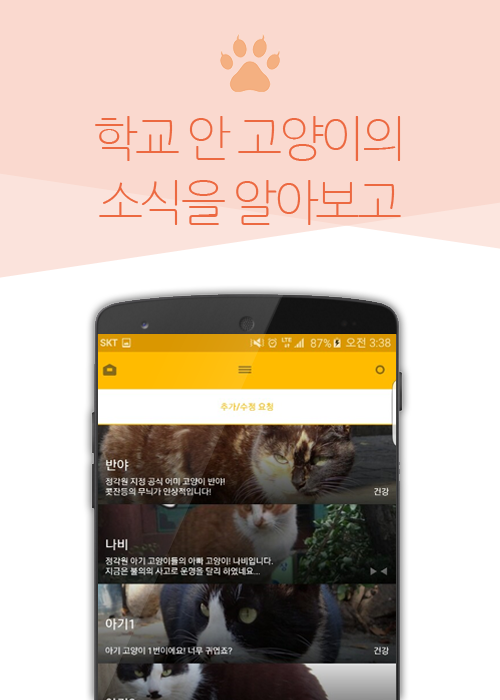 학교 안 고양이의
소식을 알아보고
SKT LTE 87% 오전 3:38
추가/수정 요청
반야
정각원 지정 공식 어미 고양이 반야!
콧잔등의 무늬가 인상적입니다!
건강
나비
정각원 아기 고양이들의 아빠 고양이! 나비입니다.
지금은 불의의 사고로 운명을 달리 하였네요...
▶◀
아기1
아기 고양이 1번이에요! 너무 귀엽죠?
건강